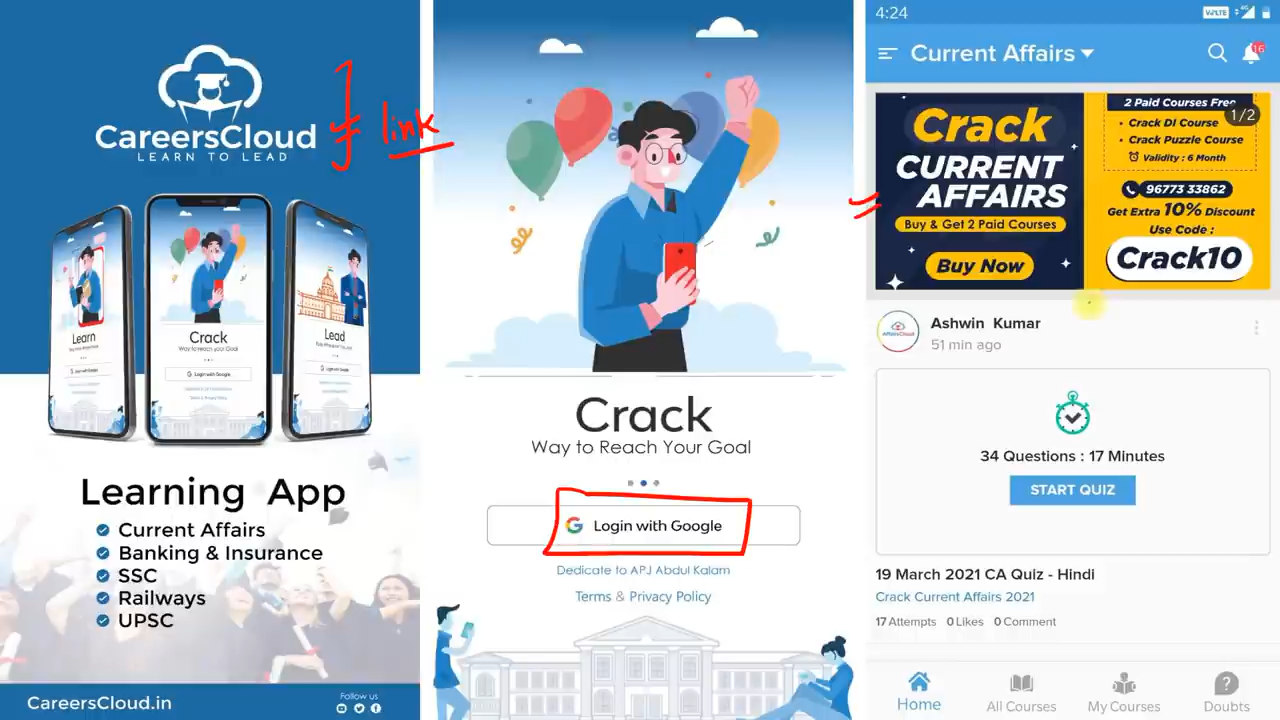 CareersCloud
LEARN TO LEAD
link
Learn
Crack
Way to Reach your Goal
Login with Google
Lead
Login with Google
Learning App
Current Affairs
Banking & Insurance
SSC
Railways
UPSC
CareersCloud.in
Follow us
Crack
Way to Reach Your Goal
Login with Google
Dedicate to APJ Abdul Kalam
Terms & Privacy Policy
4:24
VoLTE
Current Affairs
16
Crack
CURRENT
AFFAIRS
Buy & Get 2 Paid Courses
Buy Now
2 Paid Courses Free
1/2
• Crack DI Course
• Crack Puzzle Course
Validity : 6 Month
96773 33862
Get Extra 10% Discount
Use Code :
Crack10
AffairsCloud
Ashwin Kumar
51 min ago
34 Questions : 17 Minutes
START QUIZ
19 March 2021 CA Quiz - Hindi
Crack Current Affairs 2021
17 Attempts 0 Likes 0 Comment
Home
All Courses
My Courses
Doubts